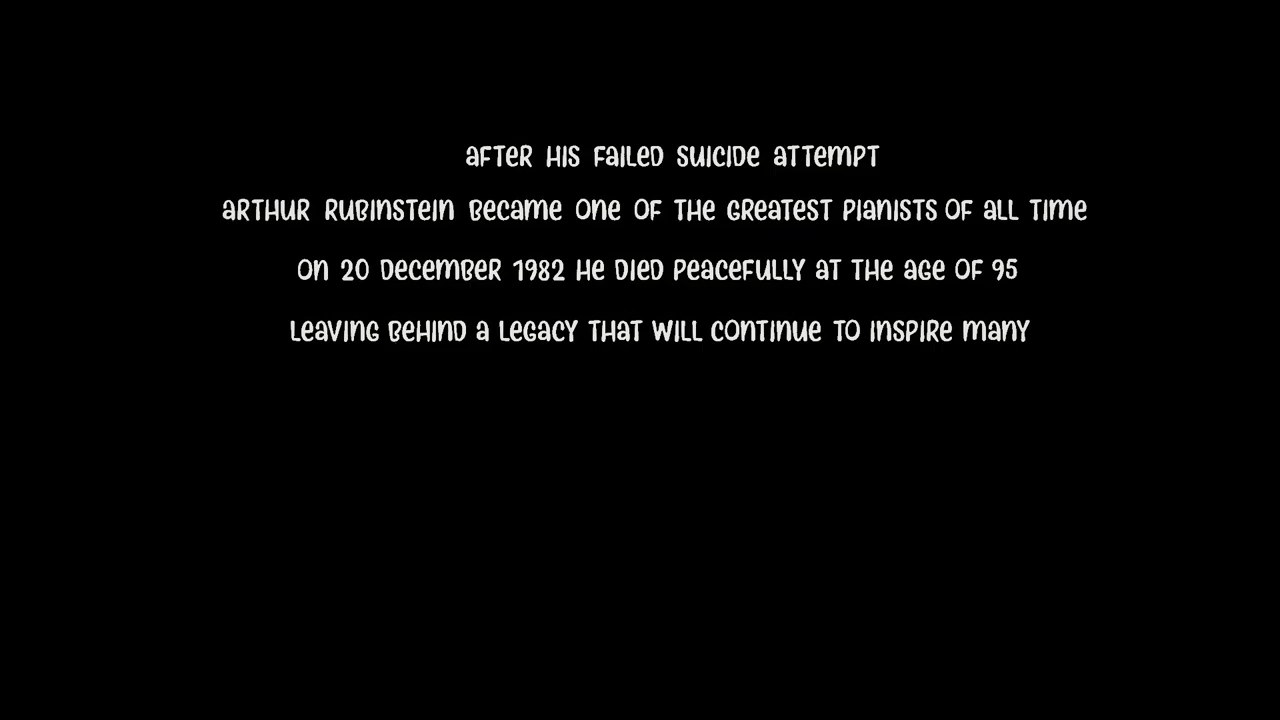 AFTER HIS FAILED SUICIDE ATTEMPT
ARTHUR RUBINSTEIN BECAME ONE OF THE GREATEST PIANISTS OF ALL TIME
ON 20 DECEMBER 1982 HE DIED PEACEFULLY AT THE AGE OF 95
LEAVING BEHIND A LEGACY THAT WILL CONTINUE TO INSPIRE MANY